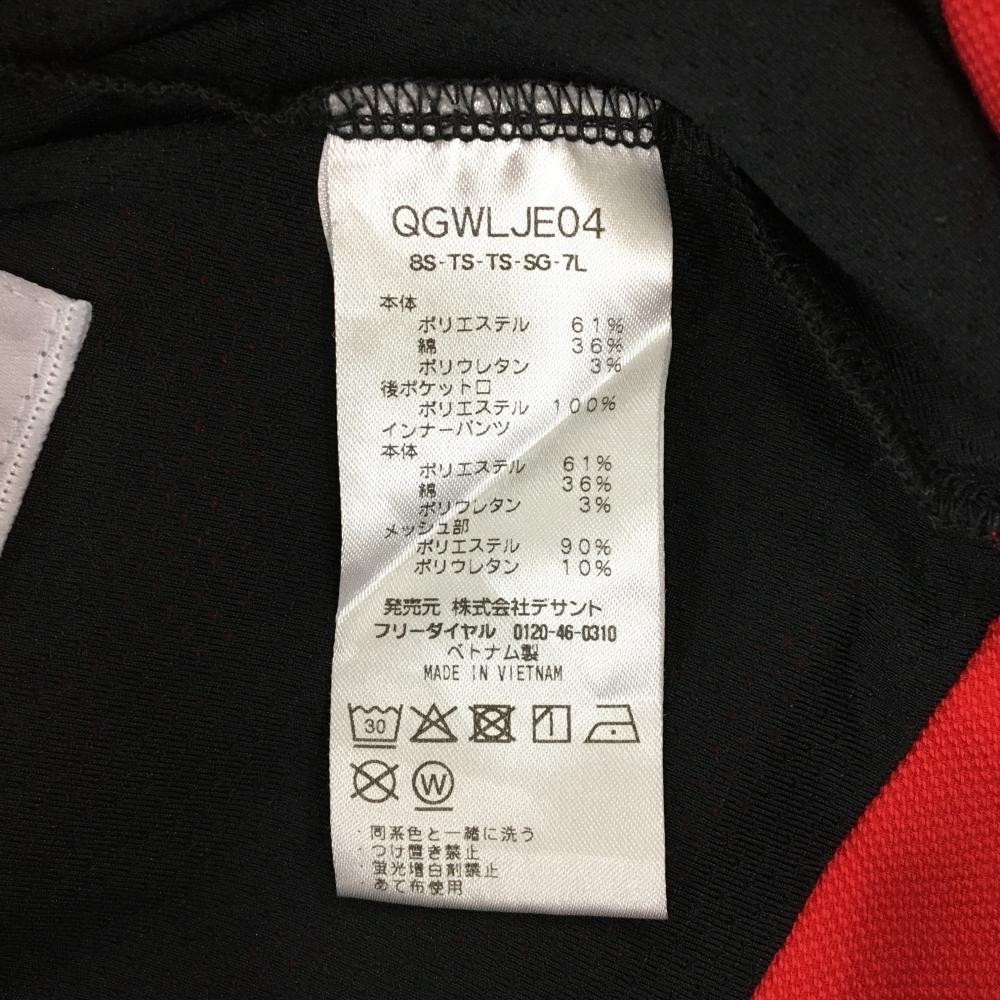 QGWLJE04
8S-TS-TS-SG-7L
本体
ポリエステル 61%
綿 36%
ポリウレタン 3%
後ポケット口
ポリエステル 100%
インナーパンツ
本体
ポリエステル 61%
綿 36%
ポリウレタン 3%
メッシュ部
ポリエステル 90%
ポリウレタン 10%
発売元 株式会社デサント
フリーダイヤル 0120-46-0310
ベトナム製
MADE IN VIETNAM
30
W
・同系色と一緒に洗う
・つけ置き禁止
・蛍光増白剤禁止
・あて布使用